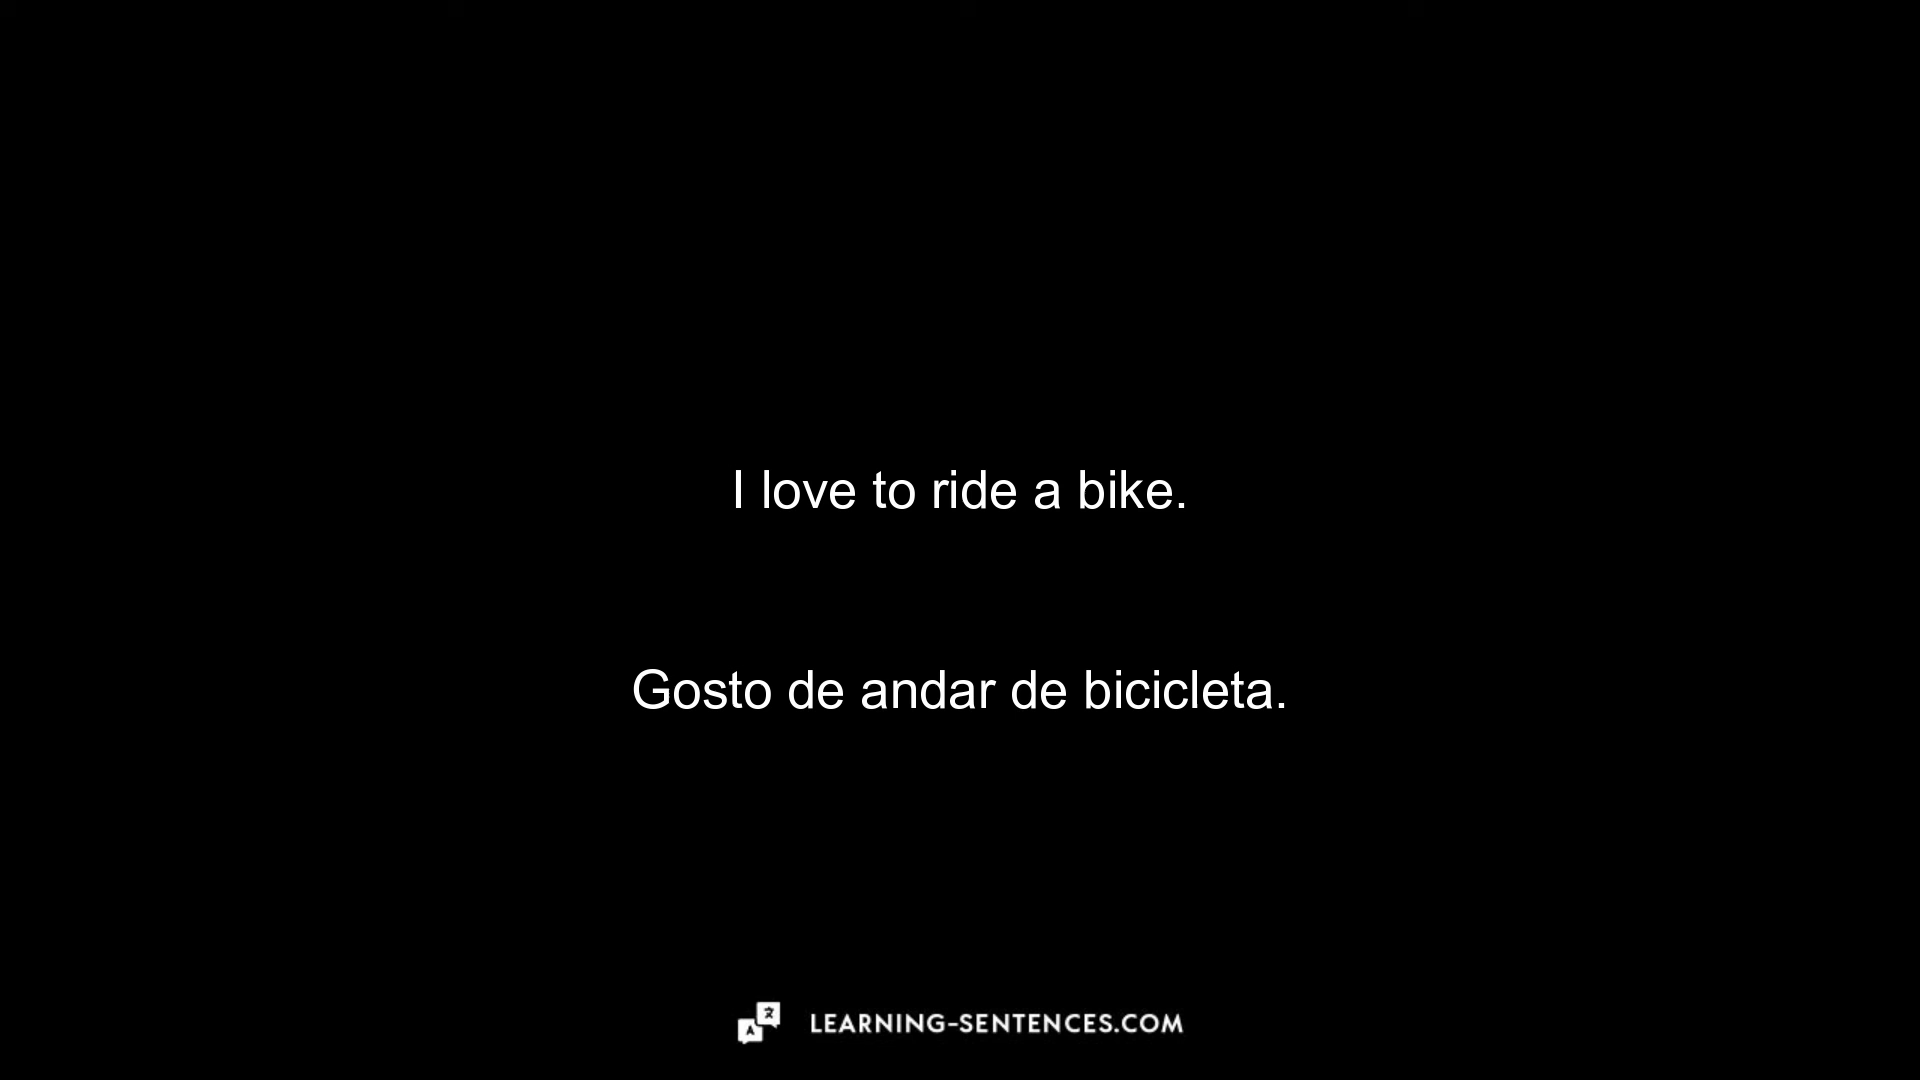 I love to ride a bike.
Gosto de andar de bicicleta.
LEARNING-SENTENCES.COM